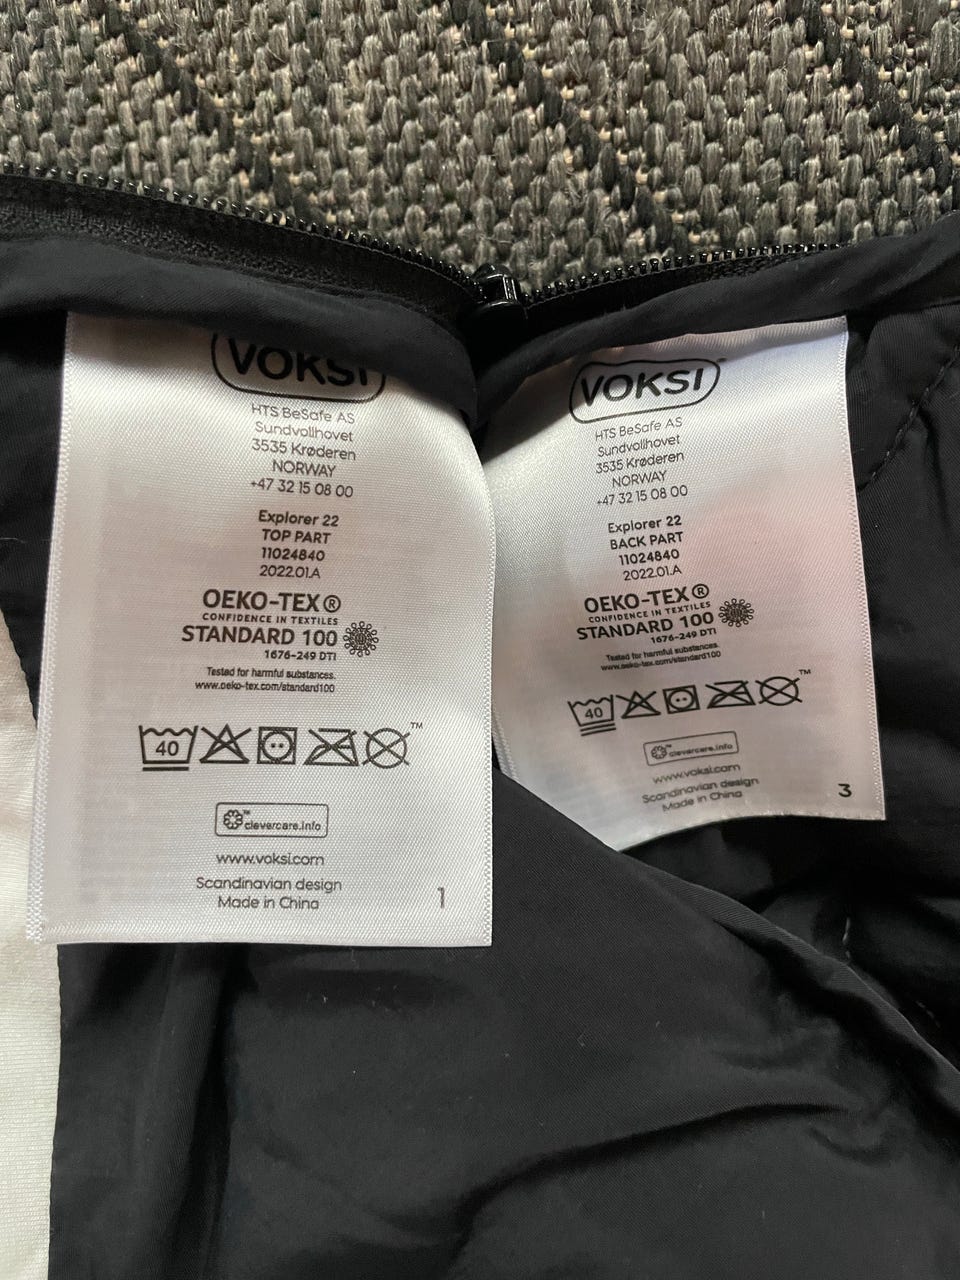 VOKSI
HTS BeSafe AS
Sundvollhovet
3535 Krøderen
NORWAY
+47 32 15 08 00
Explorer 22
TOP PART
11024840
2022.01.A
OEKO-TEX®
CONFIDENCE IN TEXTILES
STANDARD 100
1676-249 DTI
Tested for harmful substances.
www.oeko-tex.com/standard100
40
™
clevercare.info
www.voksi.com
Scandinavian design
Made in China
1
VOKSI
HTS BeSafe AS
Sundvollhovet
3535 Krøderen
NORWAY
+47 32 15 08 00
Explorer 22
BACK PART
11024840
2022.01.A
OEKO-TEX®
CONFIDENCE IN TEXTILES
STANDARD 100
1676-249 DTI
Tested for harmful substances.
www.oeko-tex.com/standard100
40
™
clevercare.info
www.voksi.com
Scandinavian design
Made in China
3